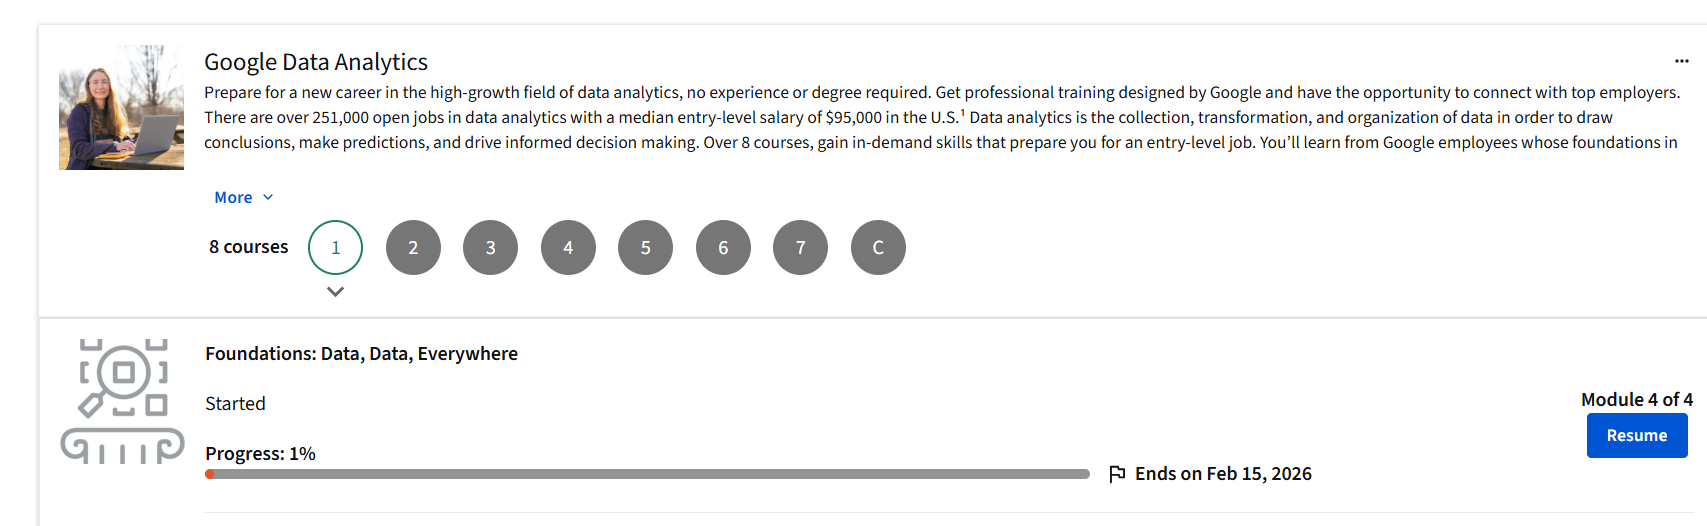 Google Data Analytics
...
Prepare for a new career in the high-growth field of data analytics, no experience or degree required. Get professional training designed by Google and have the opportunity to connect with top employers.
There are over 251,000 open jobs in data analytics with a median entry-level salary of $95,000 in the U.S.¹ Data analytics is the collection, transformation, and organization of data in order to draw
conclusions, make predictions, and drive informed decision making. Over 8 courses, gain in-demand skills that prepare you for an entry-level job. You’ll learn from Google employees whose foundations in
More
8 courses 1 2 3 4 5 6 7 C
Foundations: Data, Data, Everywhere
Started
Module 4 of 4
Resume
Progress: 1%
Ends on Feb 15, 2026